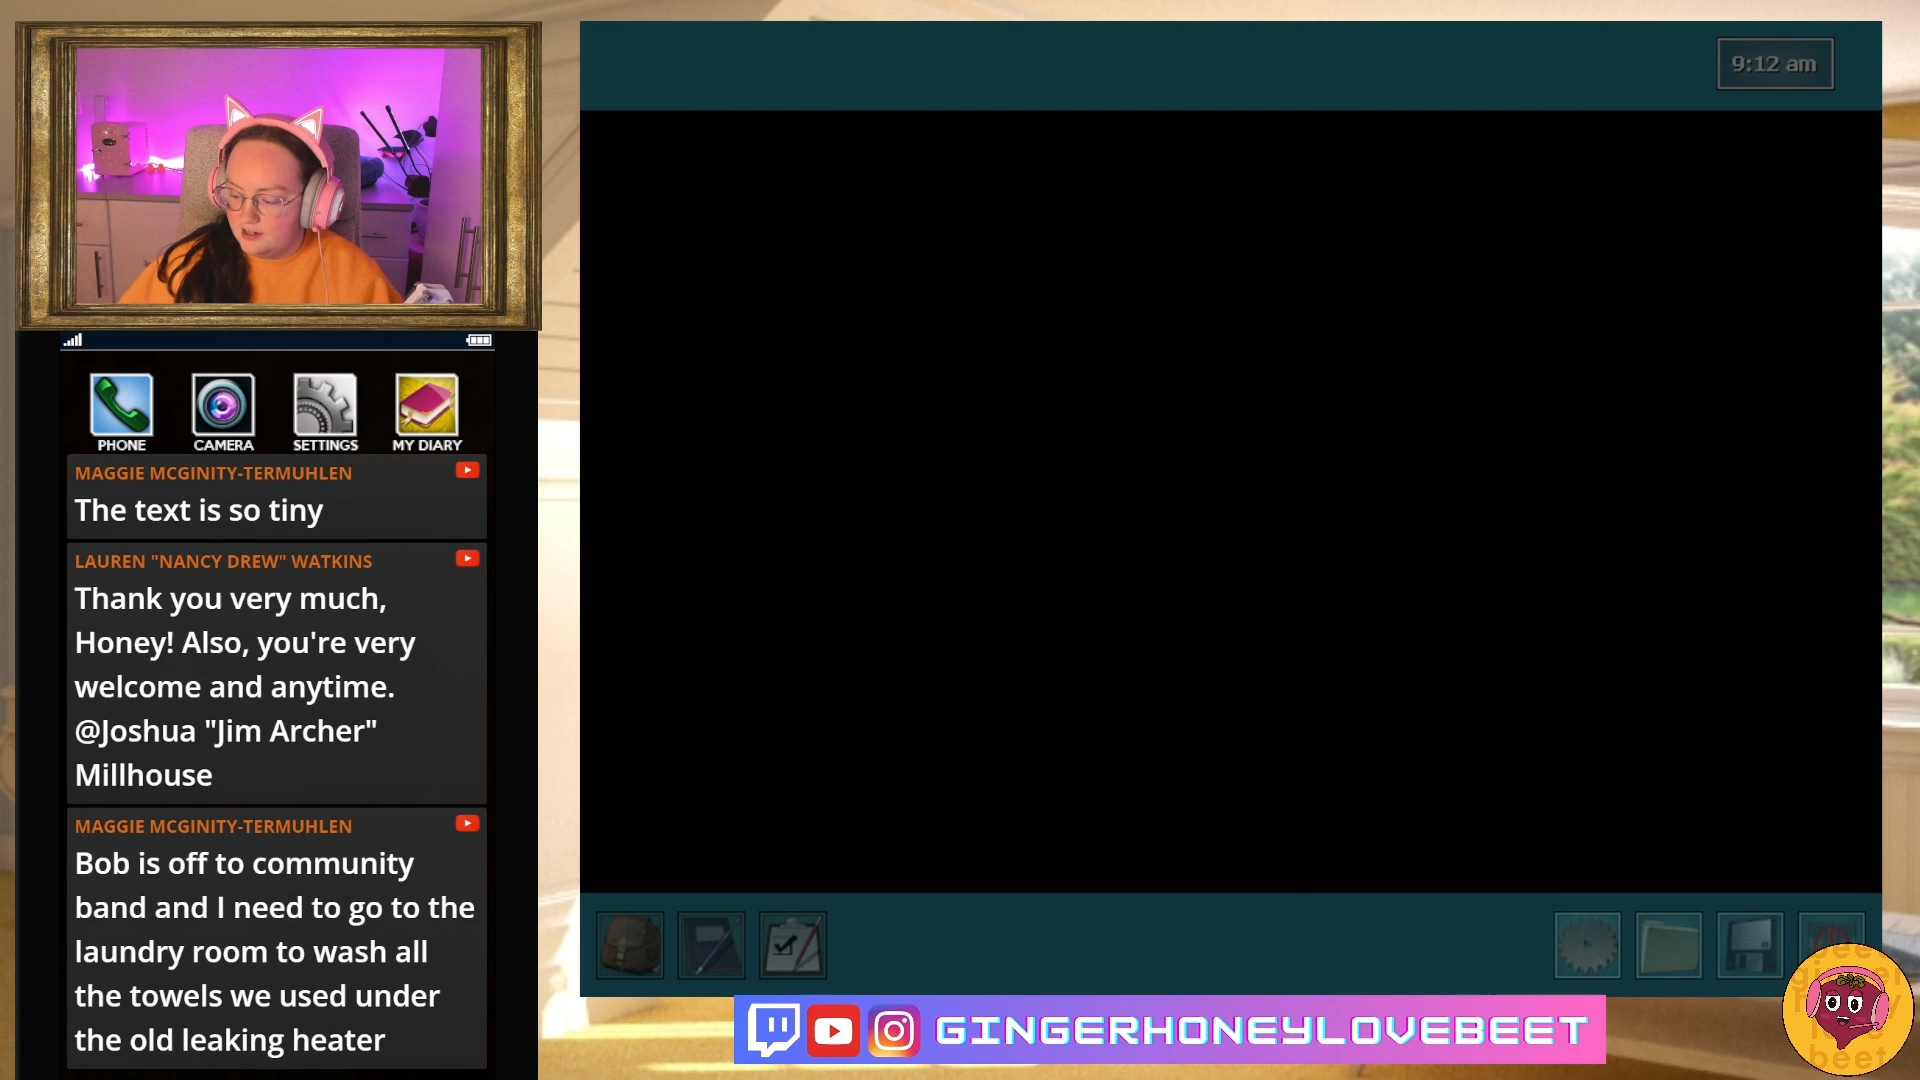 9:12 am
PHONE
CAMERA
SETTINGS
MY DIARY
MAGGIE MCGINITY-TERMUHLEN
The text is so tiny
LAUREN "NANCY DREW" WATKINS
Thank you very much,
Honey! Also, you're very
welcome and anytime.
@Joshua "Jim Archer"
Millhouse
MAGGIE MCGINITY-TERMUHLEN
Bob is off to community
band and I need to go to the
laundry room to wash all
the towels we used under
the old leaking heater
GINGERHONEYLOVEBEET
beet